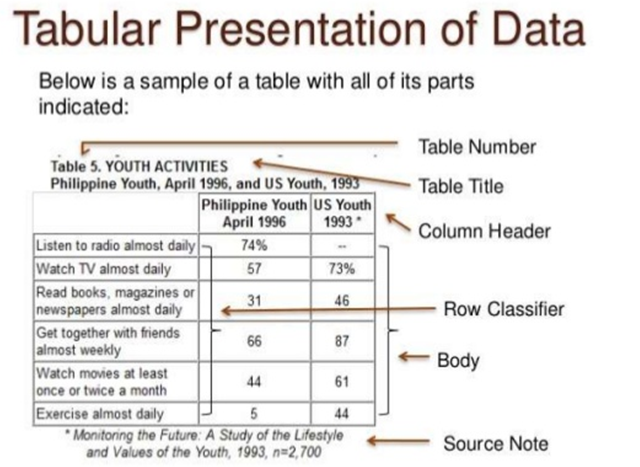 Tabular Presentation of Data
Below is a sample of a table with all of its parts
indicated:
Table Number
Table 5. YOUTH ACTIVITIES
Philippine Youth, April 1996, and US Youth, 1993
Table Title
Philippine Youth US Youth
April 1996 1993 *
Column Header
Listen to radio almost daily 74% --
Watch TV almost daily 57 73%
Read books, magazines or
newspapers almost daily 31 46
Row Classifier
Get together with friends
almost weekly 66 87
Body
Watch movies at least
once or twice a month 44 61
Exercise almost daily 5 44
* Monitoring the Future: A Study of the Lifestyle
and Values of the Youth, 1993, n=2,700
Source Note